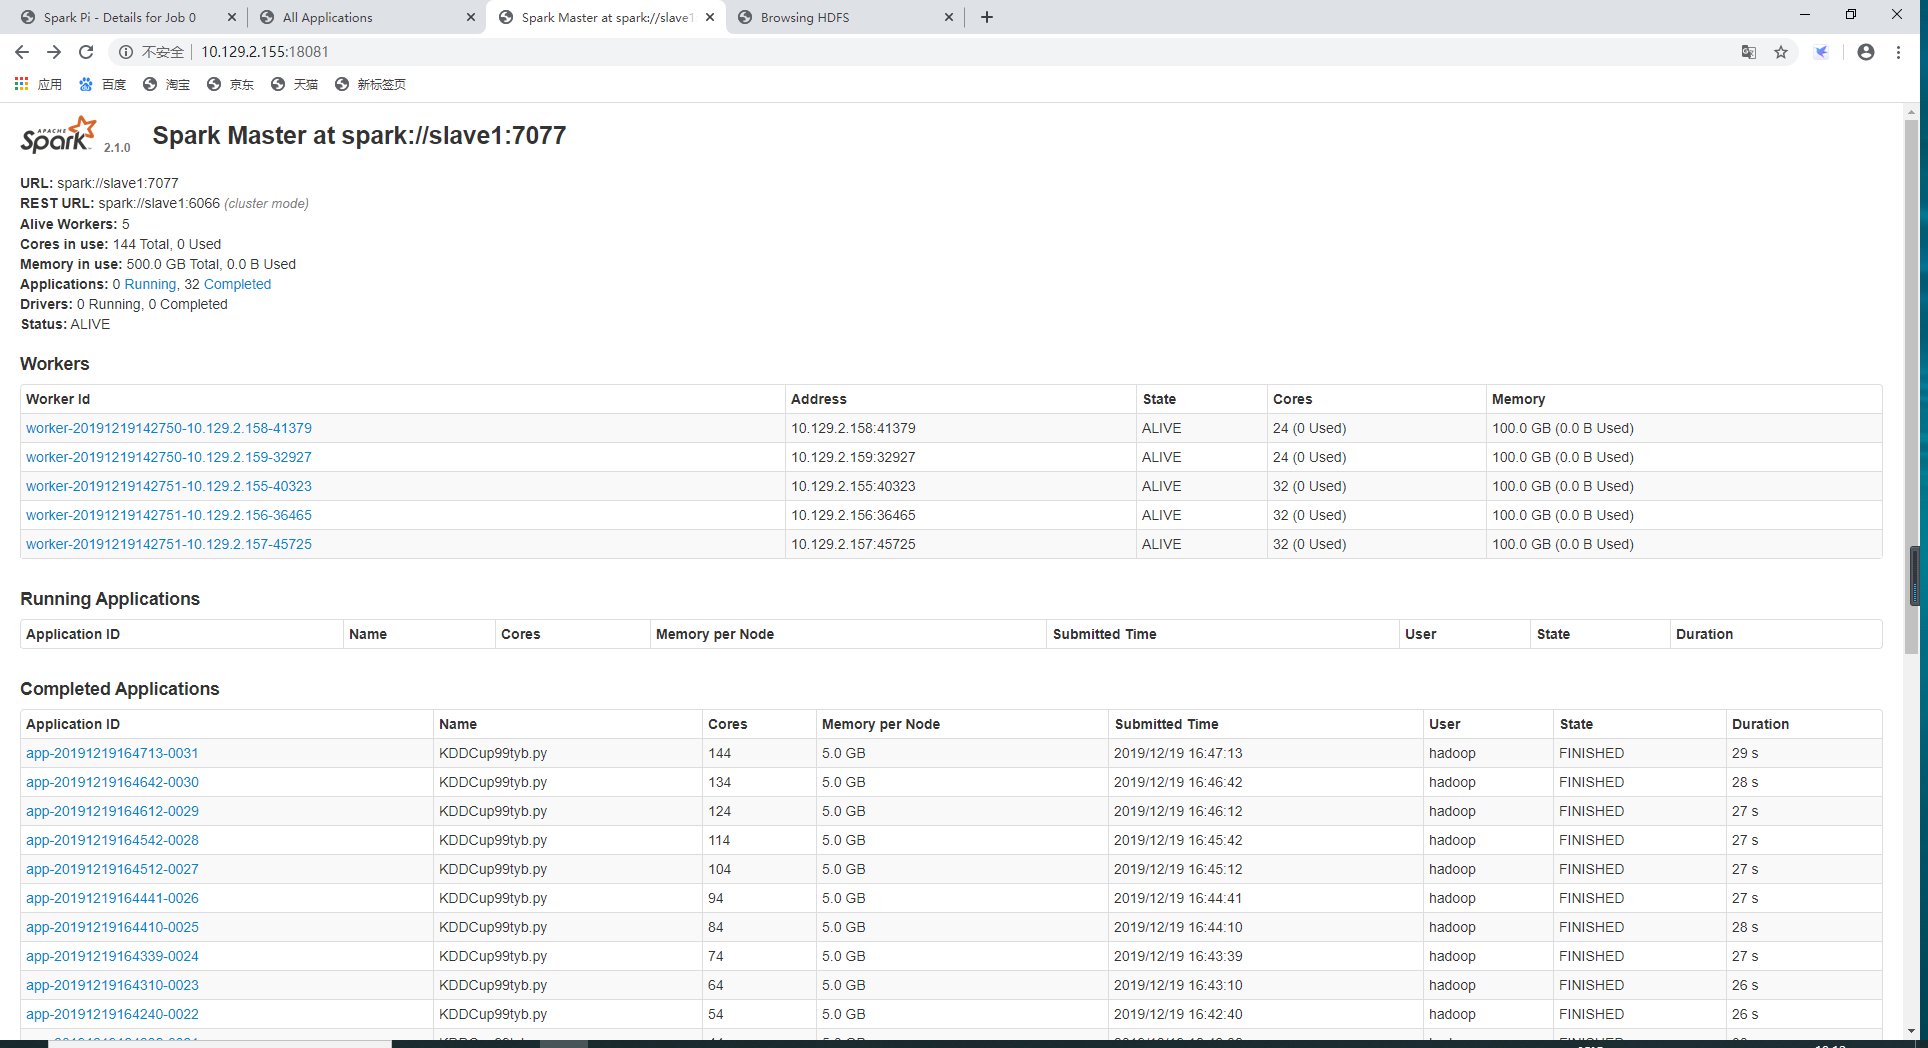 Spark Pi - Details for Job 0
All Applications
Spark Master at spark://slave1
Browsing HDFS
不安全 10.129.2.155:18081
应用 百度 淘宝 京东 天猫 新标签页
APACHE Spark 2.1.0 Spark Master at spark://slave1:7077
URL: spark://slave1:7077
REST URL: spark://slave1:6066 (cluster mode)
Alive Workers: 5
Cores in use: 144 Total, 0 Used
Memory in use: 500.0 GB Total, 0.0 B Used
Applications: 0 Running, 32 Completed
Drivers: 0 Running, 0 Completed
Status: ALIVE
Workers
Worker Id Address State Cores Memory
worker-20191219142750-10.129.2.158-41379 10.129.2.158:41379 ALIVE 24 (0 Used) 100.0 GB (0.0 B Used)
worker-20191219142750-10.129.2.159-32927 10.129.2.159:32927 ALIVE 24 (0 Used) 100.0 GB (0.0 B Used)
worker-20191219142751-10.129.2.155-40323 10.129.2.155:40323 ALIVE 32 (0 Used) 100.0 GB (0.0 B Used)
worker-20191219142751-10.129.2.156-36465 10.129.2.156:36465 ALIVE 32 (0 Used) 100.0 GB (0.0 B Used)
worker-20191219142751-10.129.2.157-45725 10.129.2.157:45725 ALIVE 32 (0 Used) 100.0 GB (0.0 B Used)
Running Applications
Application ID Name Cores Memory per Node Submitted Time User State Duration
Completed Applications
Application ID Name Cores Memory per Node Submitted Time User State Duration
app-20191219164713-0031 KDDCup99tyb.py 144 5.0 GB 2019/12/19 16:47:13 hadoop FINISHED 29 s
app-20191219164642-0030 KDDCup99tyb.py 134 5.0 GB 2019/12/19 16:46:42 hadoop FINISHED 28 s
app-20191219164612-0029 KDDCup99tyb.py 124 5.0 GB 2019/12/19 16:46:12 hadoop FINISHED 27 s
app-20191219164542-0028 KDDCup99tyb.py 114 5.0 GB 2019/12/19 16:45:42 hadoop FINISHED 27 s
app-20191219164512-0027 KDDCup99tyb.py 104 5.0 GB 2019/12/19 16:45:12 hadoop FINISHED 27 s
app-20191219164441-0026 KDDCup99tyb.py 94 5.0 GB 2019/12/19 16:44:41 hadoop FINISHED 27 s
app-20191219164410-0025 KDDCup99tyb.py 84 5.0 GB 2019/12/19 16:44:10 hadoop FINISHED 28 s
app-20191219164339-0024 KDDCup99tyb.py 74 5.0 GB 2019/12/19 16:43:39 hadoop FINISHED 27 s
app-20191219164310-0023 KDDCup99tyb.py 64 5.0 GB 2019/12/19 16:43:10 hadoop FINISHED 26 s
app-20191219164240-0022 KDDCup99tyb.py 54 5.0 GB 2019/12/19 16:42:40 hadoop FINISHED 26 s